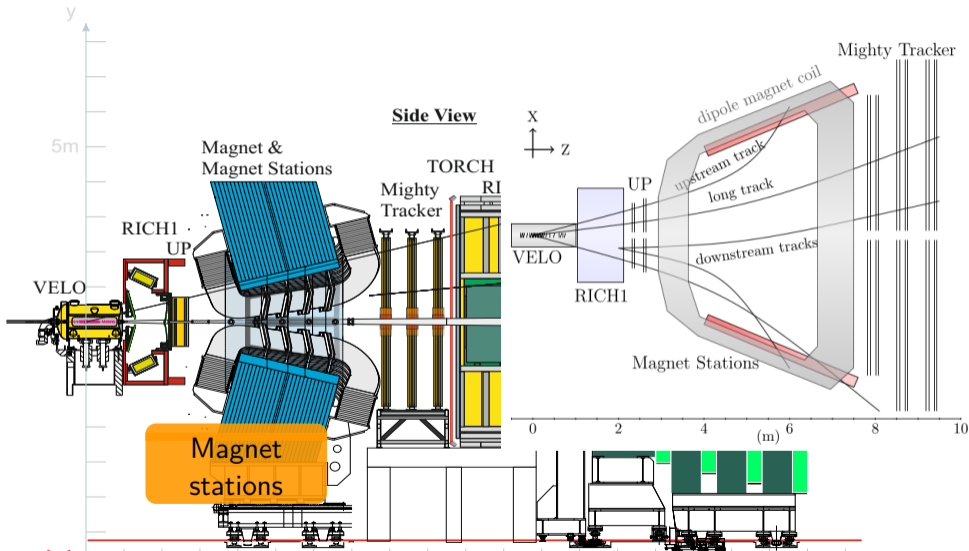 y
5m
Side View
Magnet &
Magnet Stations
TORCH
RI
Mighty
Tracker
RICH1
UP
VELO
Magnet
stations
Mighty Tracker
dipole magnet coil
X
Z
upstream track
UP
long track
downstream tracks
VELO
RICH1
Magnet Stations
0
2
4
6
8
10
(m)